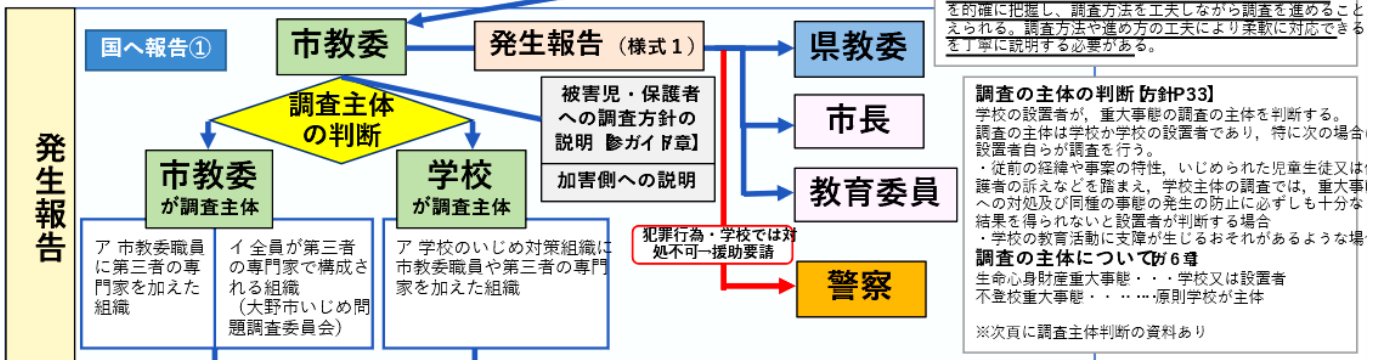 を的確に把握し、調査方法を工夫しながら調査を進めること
えられる。調査方法や進め方の工夫により柔軟に対応できる
を丁寧に説明する必要がある。
国へ報告①
市教委
発生報告（様式１）
県教委
調査主体
の判断
被害児・保護者
への調査方針の
説明【参ガイド章】
加害側への説明
市長
教育委員
発生報告
市教委
が調査主体
学校
が調査主体
ア 市教委職員
に第三者の専
門家を加えた
組織
イ 全員が第三者
の専門家で構成さ
れる組織
（大野市いじめ問
題調査委員会）
ア 学校のいじめ対策組織に
市教委職員や第三者の専門
家を加えた組織
犯罪行為・学校では対
処不可→援助要請
警察
調査の主体の判断【方針P33】
学校の設置者が，重大事態の調査の主体を判断する。
調査の主体は学校か学校の設置者であり，特に次の場合
設置者自らが調査を行う。
・従前の経緯や事案の特性，いじめられた児童生徒又は
護者の訴えなどを踏まえ，学校主体の調査では，重大事
への対処及び同種の事態の発生の防止に必ずしも十分な
結果を得られないと設置者が判断する場合
・学校の教育活動に支障が生じるおそれがあるような場
調査の主体について ガ６章
生命心身財産重大事態・・・学校又は設置者
不登校重大事態・・・・・・・原則学校が主体
※次頁に調査主体判断の資料あり